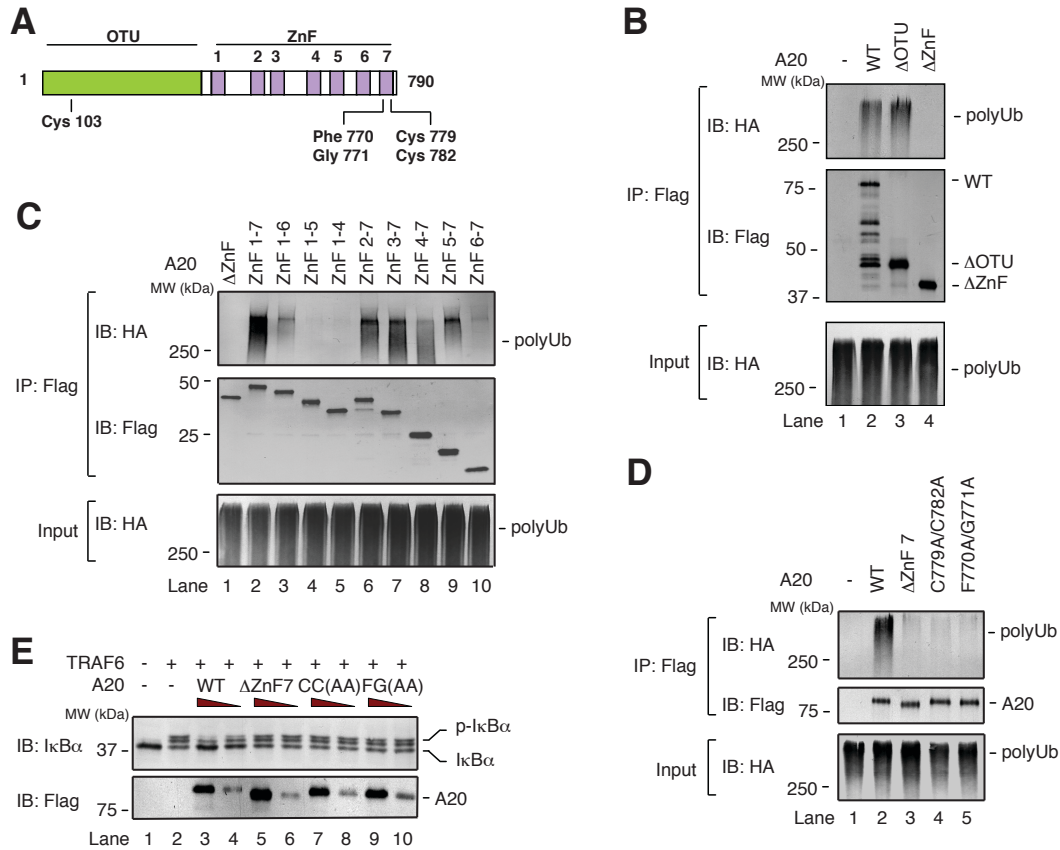 A
OTU ZnF
1 2 3 4 5 6 7
1 790
Cys 103
Phe 770 Cys 779
Gly 771 Cys 782
B
A20 - WT ΔOTU ΔZnF
MW (kDa)
IP: Flag
IB: HA
250 -
- polyUb
IB: Flag
75 -
50 -
37 -
- WT
- ΔOTU
- ΔZnF
Input
IB: HA
250 -
- polyUb
Lane 1 2 3 4
C
A20 ΔZnF ZnF 1-7 ZnF 1-6 ZnF 1-5 ZnF 1-4 ZnF 2-7 ZnF 3-7 ZnF 4-7 ZnF 5-7 ZnF 6-7
MW (kDa)
IP: Flag
IB: HA
250 -
- polyUb
IB: Flag
50 -
25 -
Input
IB: HA
250 -
- polyUb
Lane 1 2 3 4 5 6 7 8 9 10
D
A20 - WT ΔZnF 7 C779A/C782A F770A/G771A
MW (kDa)
IP: Flag
IB: HA
250 -
- polyUb
IB: Flag
75 -
- A20
Input
IB: HA
250 -
- polyUb
Lane 1 2 3 4 5
E
TRAF6 - + + + + + + + + +
A20 - - WT ΔZnF7 CC(AA) FG(AA)
MW (kDa)
IB: IκBα 37 -
p-IκBα
IκBα
IB: Flag
75 -
- A20
Lane 1 2 3 4 5 6 7 8 9 10